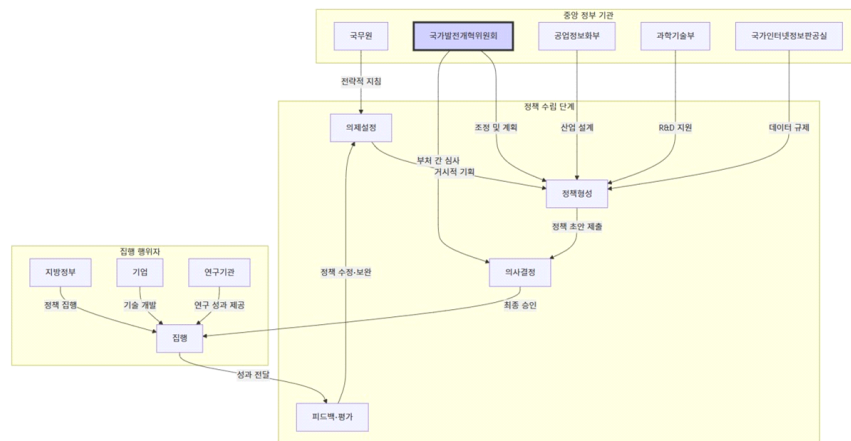 중앙 정부 기관
국무원
국가발전개혁위원회
공업정보화부
과학기술부
국가인터넷정보판공실
전략적 지침
정책 수립 단계
의제설정
조정 및 계획
산업 설계
R&D 지원
데이터 규제
부처 간 심사
거시적 기획
정책형성
정책 초안 제출
집행 행위자
지방정부
기업
연구기관
정책 수정·보완
의사결정
정책 집행
기술 개발
연구 성과 제공
최종 승인
집행
성과 전달
피드백·평가